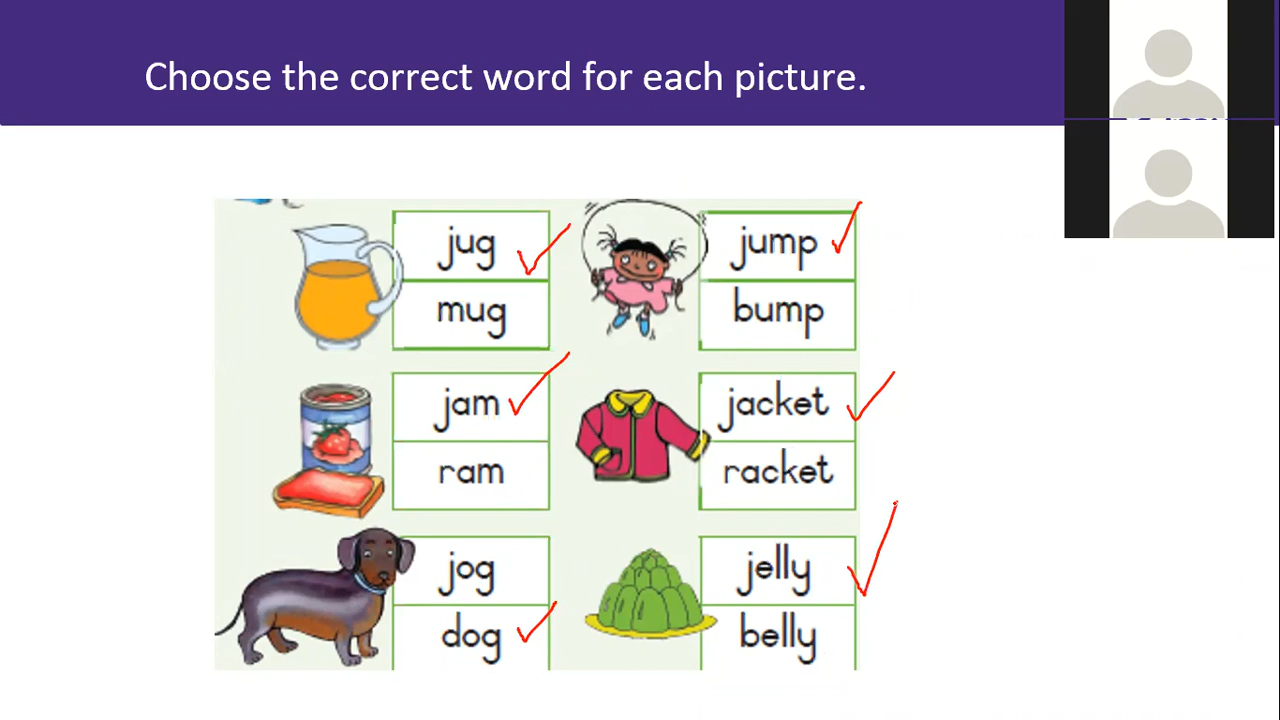 Choose the correct word for each picture.
jug
mug
jump
bump
jam
ram
jacket
racket
jog
dog
jelly
belly